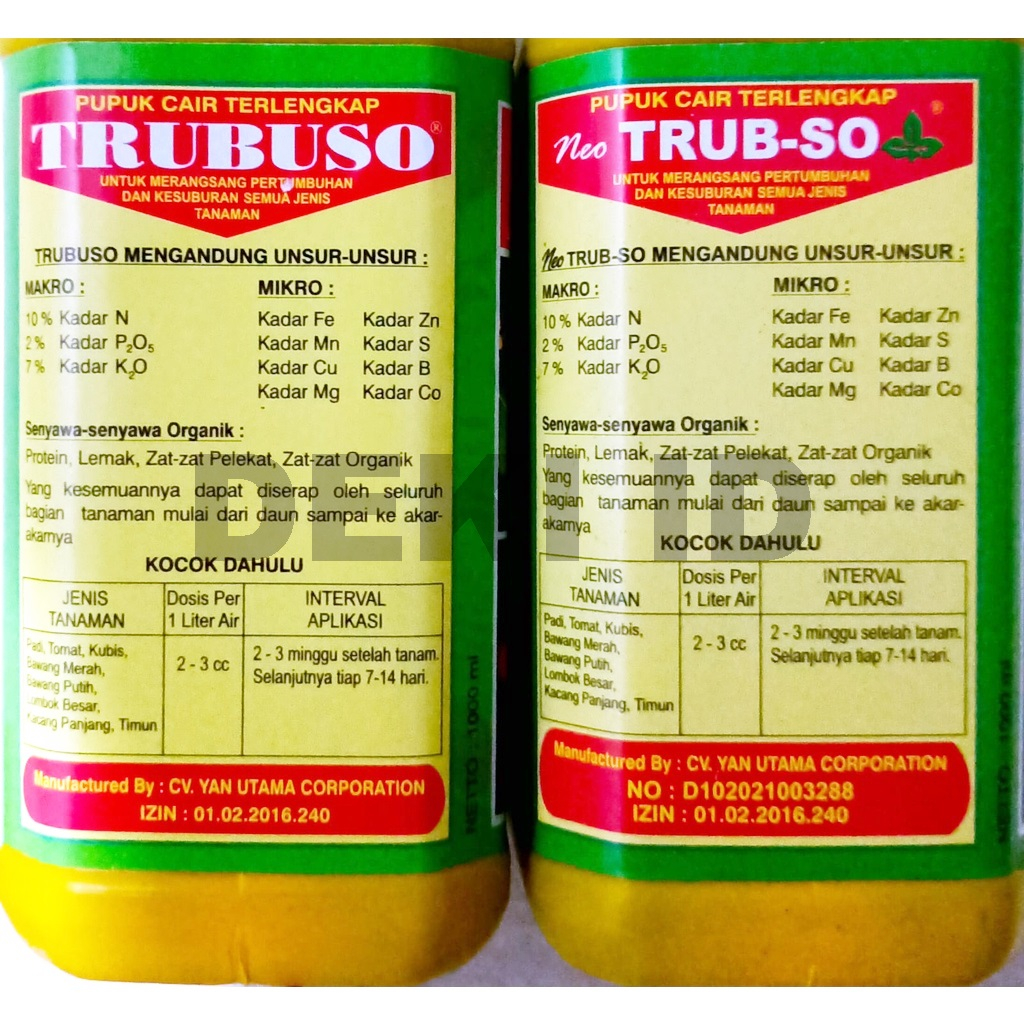 PUPUK CAIR TERLENGKAP
TRUBUSO®
UNTUK MERANGSANG PERTUMBUHAN
DAN KESUBURAN SEMUA JENIS
TANAMAN
TRUBUSO MENGANDUNG UNSUR-UNSUR :
MAKRO :
10 % Kadar N
2 % Kadar P₂O₅
7 % Kadar K₂O
MIKRO :
Kadar Fe Kadar Zn
Kadar Mn Kadar S
Kadar Cu Kadar B
Kadar Mg Kadar Co
Senyawa-senyawa Organik :
Protein, Lemak, Zat-zat Pelekat, Zat-zat Organik
Yang kesemuannya dapat diserap oleh seluruh
bagian tanaman mulai dari daun sampai ke akar-
akarnya
KOCOK DAHULU
JENIS
TANAMAN
Dosis Per
1 Liter Air
INTERVAL
APLIKASI
Padi, Tomat, Kubis,
Bawang Merah,
Bawang Putih,
Lombok Besar,
Kacang Panjang, Timun
2 - 3 cc
2 - 3 minggu setelah tanam.
Selanjutnya tiap 7-14 hari.
Manufactured By : CV. YAN UTAMA CORPORATION
IZIN : 01.02.2016.240
NETTO : 1000 ml
PUPUK CAIR TERLENGKAP
Neo TRUB-SO ®
UNTUK MERANGSANG PERTUMBUHAN
DAN KESUBURAN SEMUA JENIS
TANAMAN
Neo TRUB-SO MENGANDUNG UNSUR-UNSUR :
MAKRO :
10 % Kadar N
2 % Kadar P₂O₅
7 % Kadar K₂O
MIKRO :
Kadar Fe Kadar Zn
Kadar Mn Kadar S
Kadar Cu Kadar B
Kadar Mg Kadar Co
Senyawa-senyawa Organik :
Protein, Lemak, Zat-zat Pelekat, Zat-zat Organik
Yang kesemuannya dapat diserap oleh seluruh
bagian tanaman mulai dari daun sampai ke akar-
akarnya
KOCOK DAHULU
JENIS
TANAMAN
Dosis Per
1 Liter Air
INTERVAL
APLIKASI
Padi, Tomat, Kubis,
Bawang Merah,
Bawang Putih,
Lombok Besar,
Kacang Panjang, Timun
2 - 3 cc
2 - 3 minggu setelah tanam.
Selanjutnya tiap 7-14 hari.
Manufactured By : CV. YAN UTAMA CORPORATION
NO : D102021003288
IZIN : 01.02.2016.240
NETTO : 1000 ml